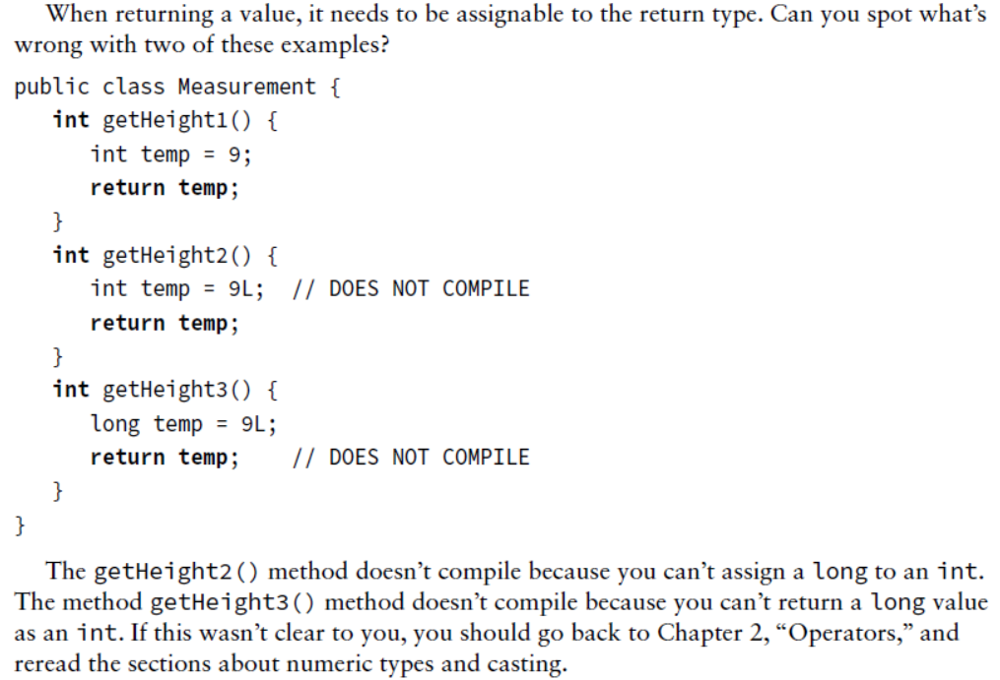 When returning a value, it needs to be assignable to the return type. Can you spot what’s
wrong with two of these examples?
public class Measurement {
int getHeight1() {
int temp = 9;
return temp;
}
int getHeight2() {
int temp = 9L; // DOES NOT COMPILE
return temp;
}
int getHeight3() {
long temp = 9L;
return temp; // DOES NOT COMPILE
}
}
The getHeight2() method doesn’t compile because you can’t assign a long to an int.
The method getHeight3() method doesn’t compile because you can’t return a long value
as an int. If this wasn’t clear to you, you should go back to Chapter 2, “Operators,” and
reread the sections about numeric types and casting.